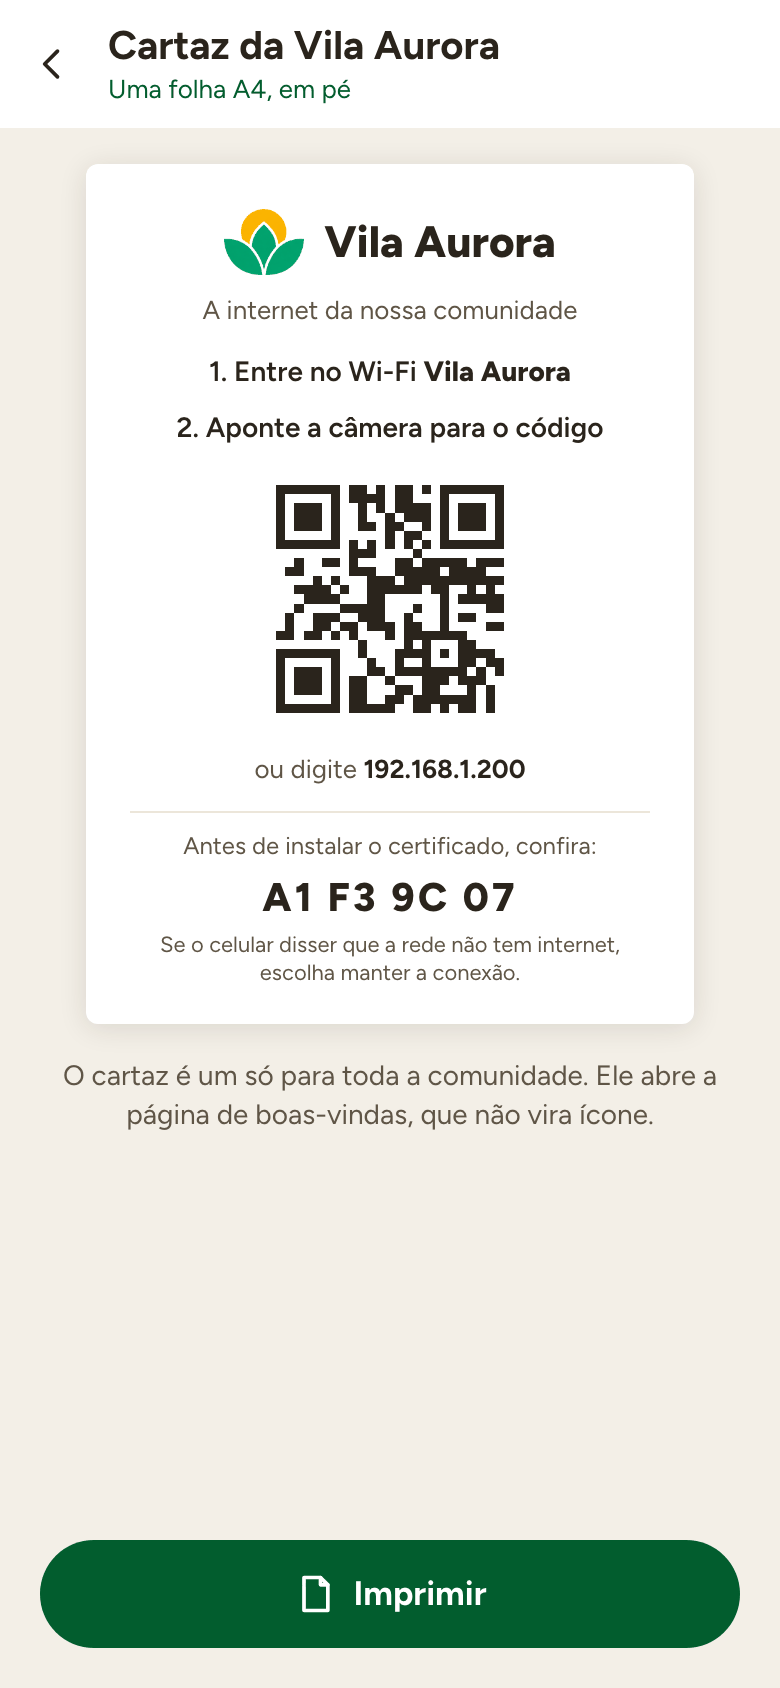 Cartaz da Vila Aurora
Uma folha A4, em pé
Vila Aurora
A internet da nossa comunidade
1. Entre no Wi-Fi Vila Aurora
2. Aponte a câmera para o código
ou digite 192.168.1.200
Antes de instalar o certificado, confira:
A1 F3 9C 07
Se o celular disser que a rede não tem internet,
escolha manter a conexão.
O cartaz é um só para toda a comunidade. Ele abre a
página de boas-vindas, que não vira ícone.
Imprimir